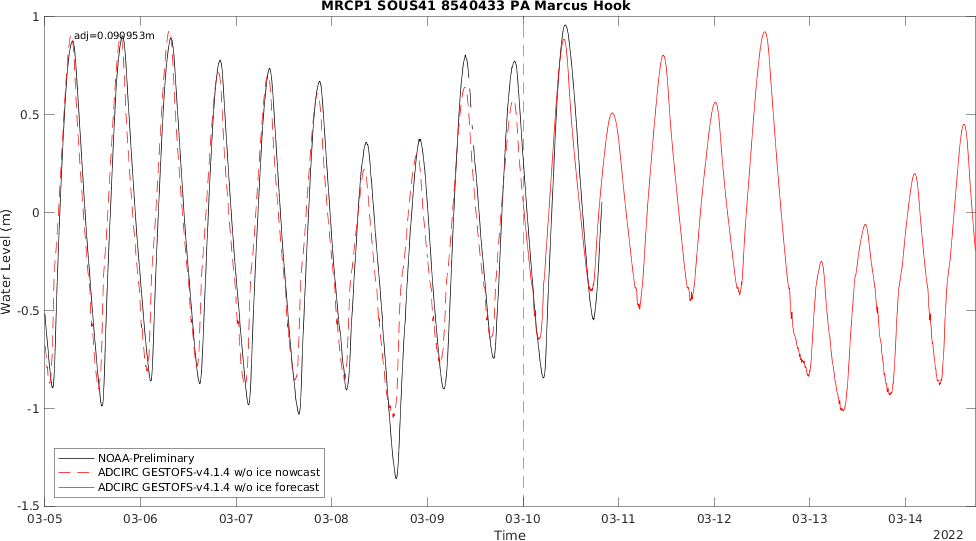 MRCP1 SOUS41 8540433 PA Marcus Hook
adj=0.090953m
1
0.5
0
-0.5
-1
-1.5
Water Level (m)
NOAA-Preliminary
ADCIRC GESTOFS-v4.1.4 w/o ice nowcast
ADCIRC GESTOFS-v4.1.4 w/o ice forecast
03-05 03-06 03-07 03-08 03-09 03-10 03-11 03-12 03-13 03-14
Time
2022